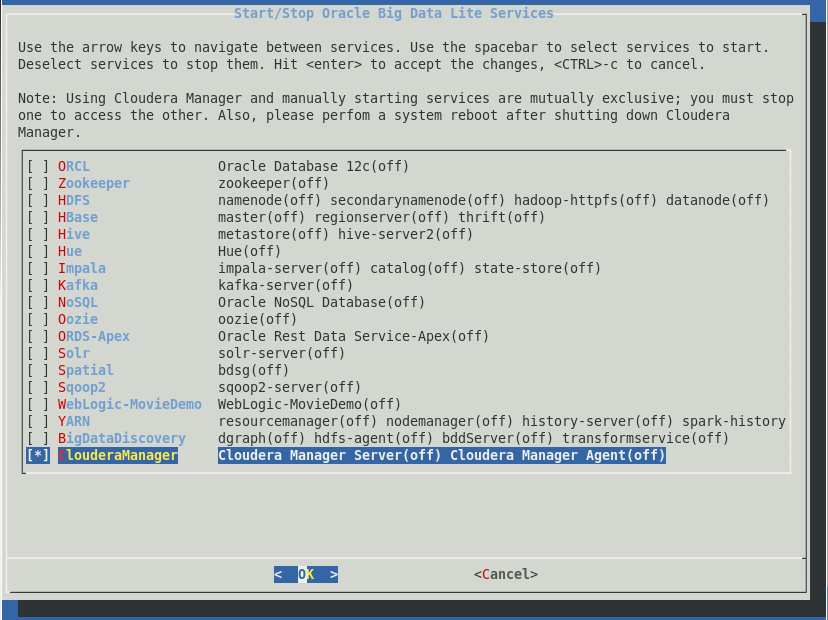 Start/Stop Oracle Big Data Lite Services
Use the arrow keys to navigate between services. Use the spacebar to select services to start.
Deselect services to stop them. Hit <enter> to accept the changes, <CTRL>-c to cancel.
Note: Using Cloudera Manager and manually starting services are mutually exclusive; you must stop
one to access the other. Also, please perfom a system reboot after shutting down Cloudera
Manager.
[ ] ORCL Oracle Database 12c(off)
[ ] Zookeeper zookeeper(off)
[ ] HDFS namenode(off) secondarynamenode(off) hadoop-httpfs(off) datanode(off)
[ ] HBase master(off) regionserver(off) thrift(off)
[ ] Hive metastore(off) hive-server2(off)
[ ] Hue Hue(off)
[ ] Impala impala-server(off) catalog(off) state-store(off)
[ ] Kafka kafka-server(off)
[ ] NoSQL Oracle NoSQL Database(off)
[ ] Oozie oozie(off)
[ ] ORDS-Apex Oracle Rest Data Service-Apex(off)
[ ] Solr solr-server(off)
[ ] Spatial bdsg(off)
[ ] Sqoop2 sqoop2-server(off)
[ ] WebLogic-MovieDemo WebLogic-MovieDemo(off)
[ ] YARN resourcemanager(off) nodemanager(off) history-server(off) spark-history
[ ] BigDataDiscovery dgraph(off) hdfs-agent(off) bddServer(off) transformservice(off)
[*] ClouderaManager Cloudera Manager Server(off) Cloudera Manager Agent(off)
< OK > <Cancel>